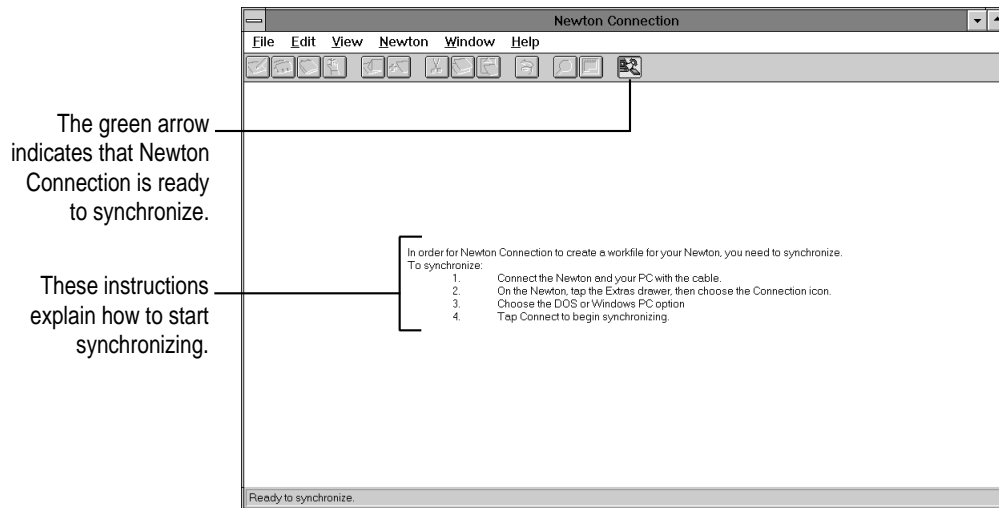 Newton Connection
File Edit View Newton Window Help
The green arrow
indicates that Newton
Connection is ready
to synchronize.
In order for Newton Connection to create a workfile for your Newton, you need to synchronize.
To synchronize:
1. Connect the Newton and your PC with the cable.
2. On the Newton, tap the Extras drawer, then choose the Connection icon.
3. Choose the DOS or Windows PC option
4. Tap Connect to begin synchronizing.
These instructions
explain how to start
synchronizing.
Ready to synchronize.